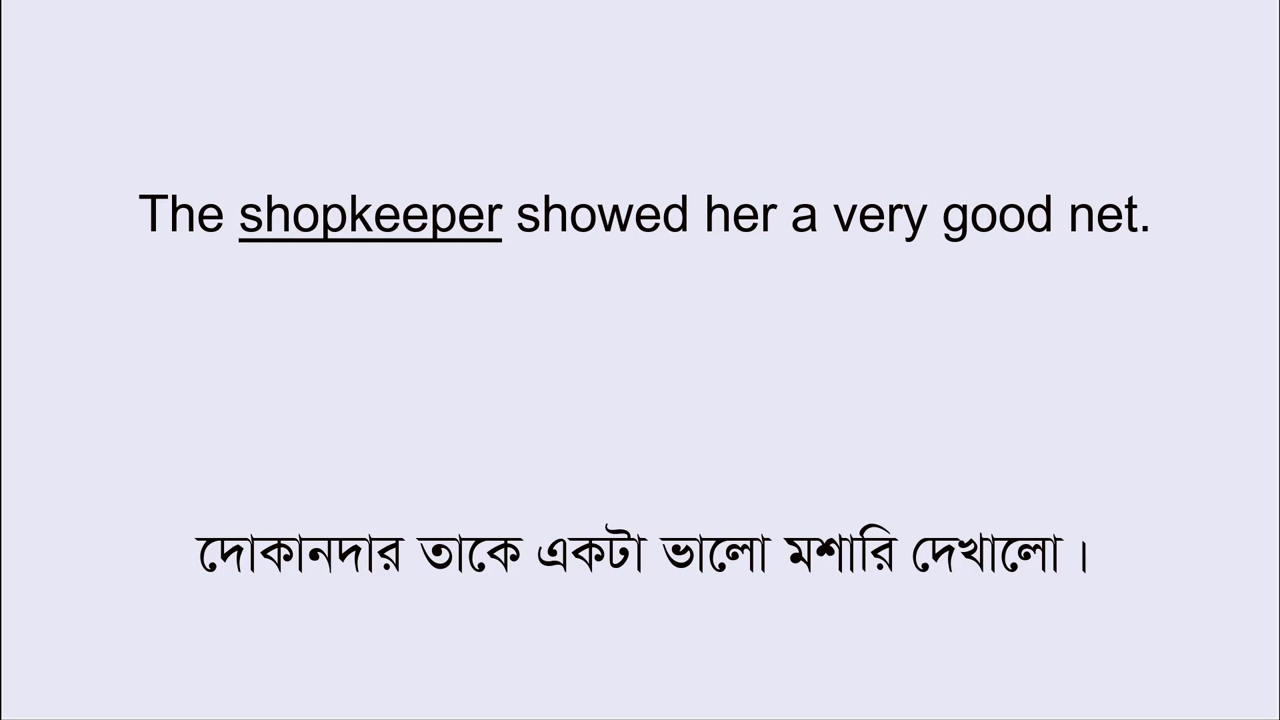 The shopkeeper showed her a very good net.
দোকানদার তাকে একটা ভালো মশারি দেখালো।